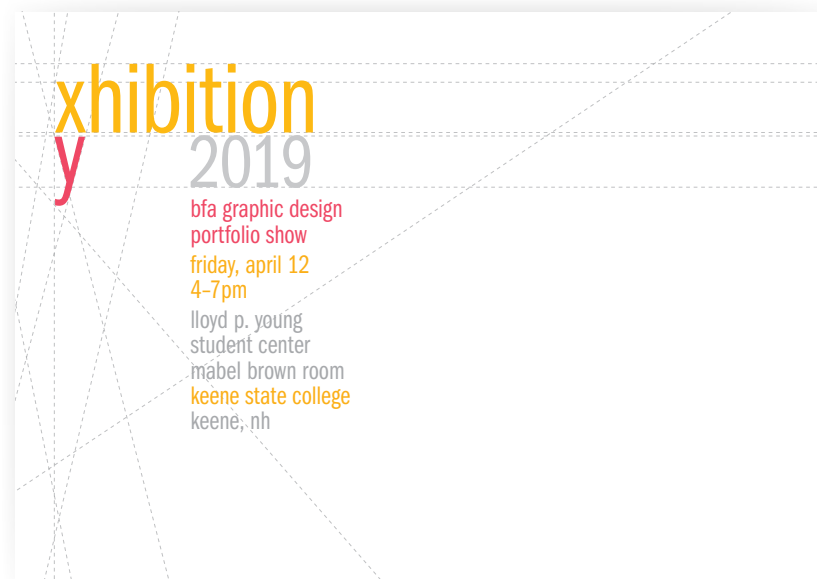 xhibition
y 2019
bfa graphic design
portfolio show
friday, april 12
4–7pm
lloyd p. young
student center
mabel brown room
keene state college
keene, nh